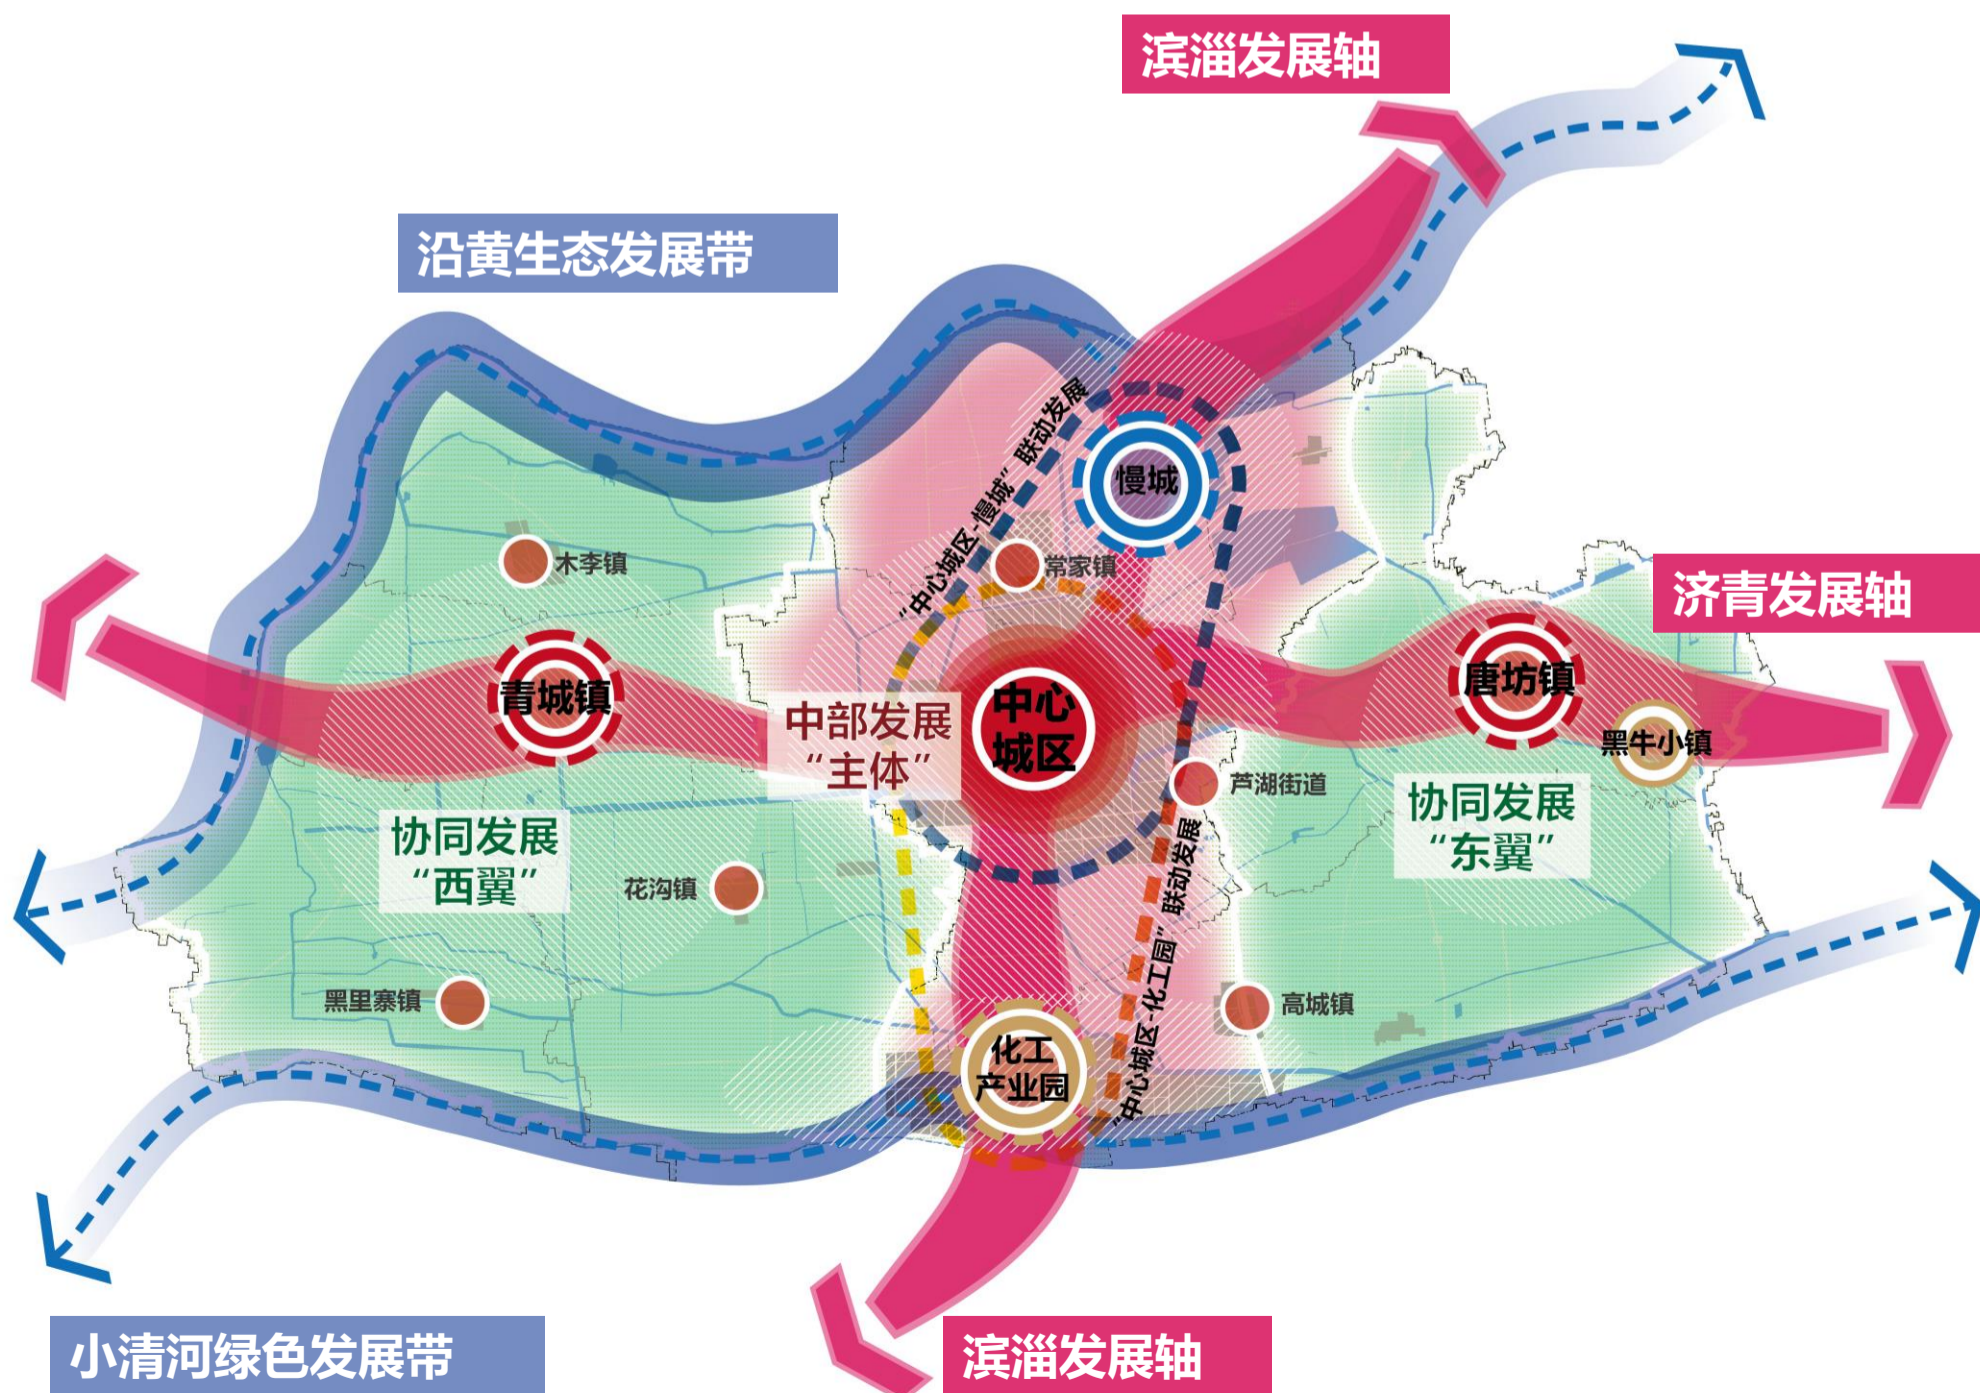 滨淄发展轴
沿黄生态发展带
“中心城区-慢城”联动发展
慢城
木李镇
常家镇
济青发展轴
青城镇
中部发展
“主体”
中心
城区
唐坊镇
黑牛小镇
芦湖街道
协同发展
“西翼”
协同发展
“东翼”
花沟镇
“中心城区-化工园”联动发展
黑里寨镇
高城镇
化工
产业园
小清河绿色发展带
滨淄发展轴